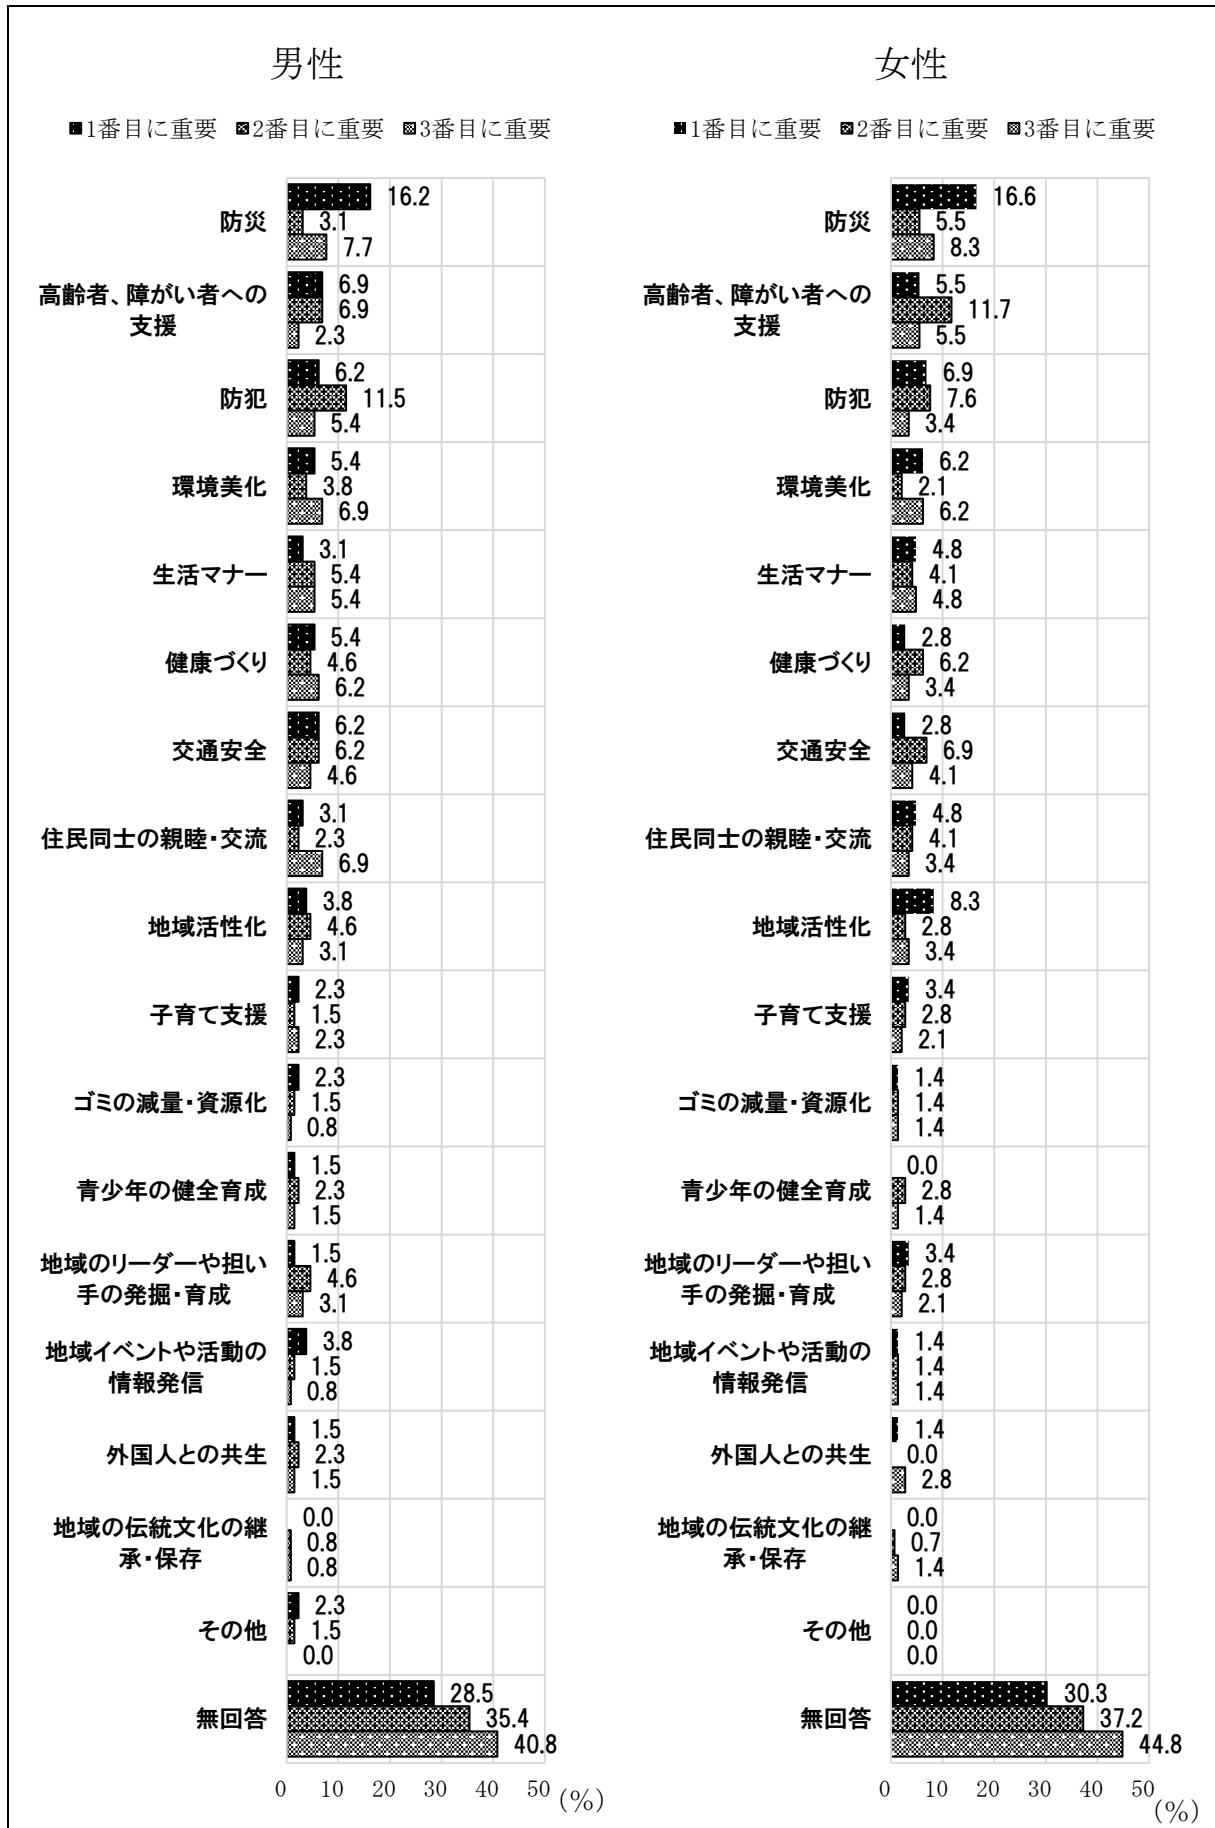 男性
■1番目に重要 ■2番目に重要 ■3番目に重要
防災
16.2
3.1
7.7
高齢者、障がい者への
支援
6.9
6.9
2.3
防犯
6.2
11.5
5.4
環境美化
5.4
3.8
6.9
生活マナー
3.1
5.4
5.4
健康づくり
5.4
4.6
6.2
交通安全
6.2
6.2
4.6
住民同士の親睦・交流
3.1
2.3
6.9
地域活性化
3.8
4.6
3.1
子育て支援
2.3
1.5
2.3
ゴミの減量・資源化
2.3
1.5
0.8
青少年の健全育成
1.5
2.3
1.5
地域のリーダーや担い
手の発掘・育成
1.5
4.6
3.1
地域イベントや活動の
情報発信
3.8
1.5
0.8
外国人との共生
1.5
2.3
1.5
地域の伝統文化の継
承・保存
0.0
0.8
0.8
その他
2.3
1.5
0.0
無回答
28.5
35.4
40.8
0 10 20 30 40 50
(%)
女性
■1番目に重要 ■2番目に重要 ■3番目に重要
防災
16.6
5.5
8.3
高齢者、障がい者への
支援
5.5
11.7
5.5
防犯
6.9
7.6
3.4
環境美化
6.2
2.1
6.2
生活マナー
4.8
4.1
4.8
健康づくり
2.8
6.2
3.4
交通安全
2.8
6.9
4.1
住民同士の親睦・交流
4.8
4.1
3.4
地域活性化
8.3
2.8
3.4
子育て支援
3.4
2.8
2.1
ゴミの減量・資源化
1.4
1.4
1.4
青少年の健全育成
0.0
2.8
1.4
地域のリーダーや担い
手の発掘・育成
3.4
2.8
2.1
地域イベントや活動の
情報発信
1.4
1.4
1.4
外国人との共生
1.4
0.0
2.8
地域の伝統文化の継
承・保存
0.0
0.7
1.4
その他
0.0
0.0
0.0
無回答
30.3
37.2
44.8
0 10 20 30 40 50
(%)